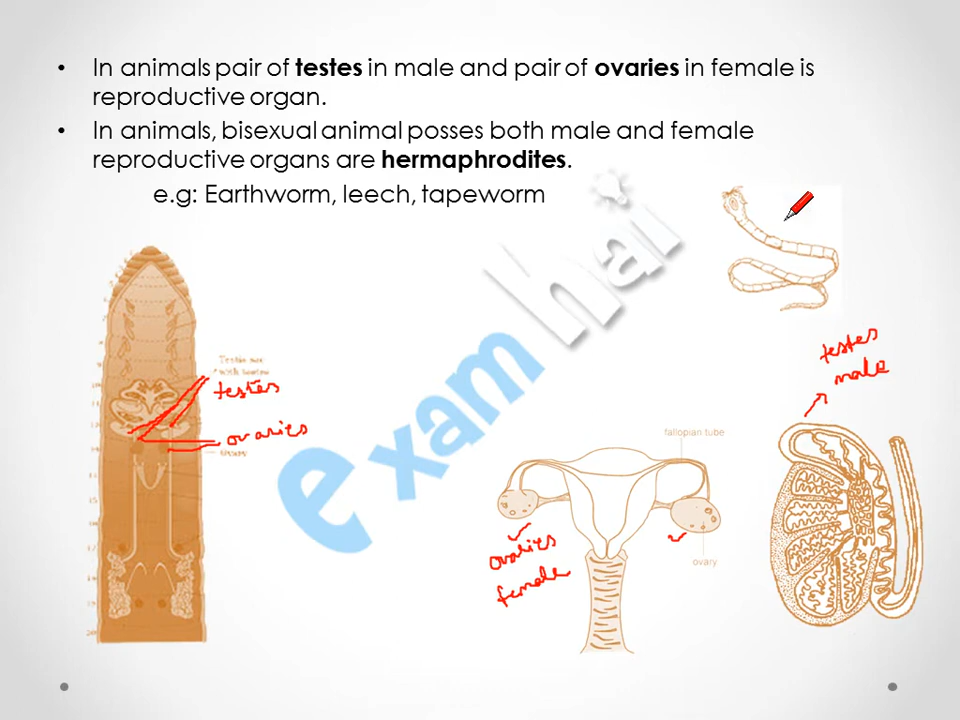 • In animals pair of testes in male and pair of ovaries in female is
reproductive organ.
• In animals, bisexual animal posses both male and female
reproductive organs are hermaphrodites.
e.g: Earthworm, leech, tapeworm
exam hai
testes
male
Testis sac
testes
ovaries
fallopian tube
ovaries
female
ovary